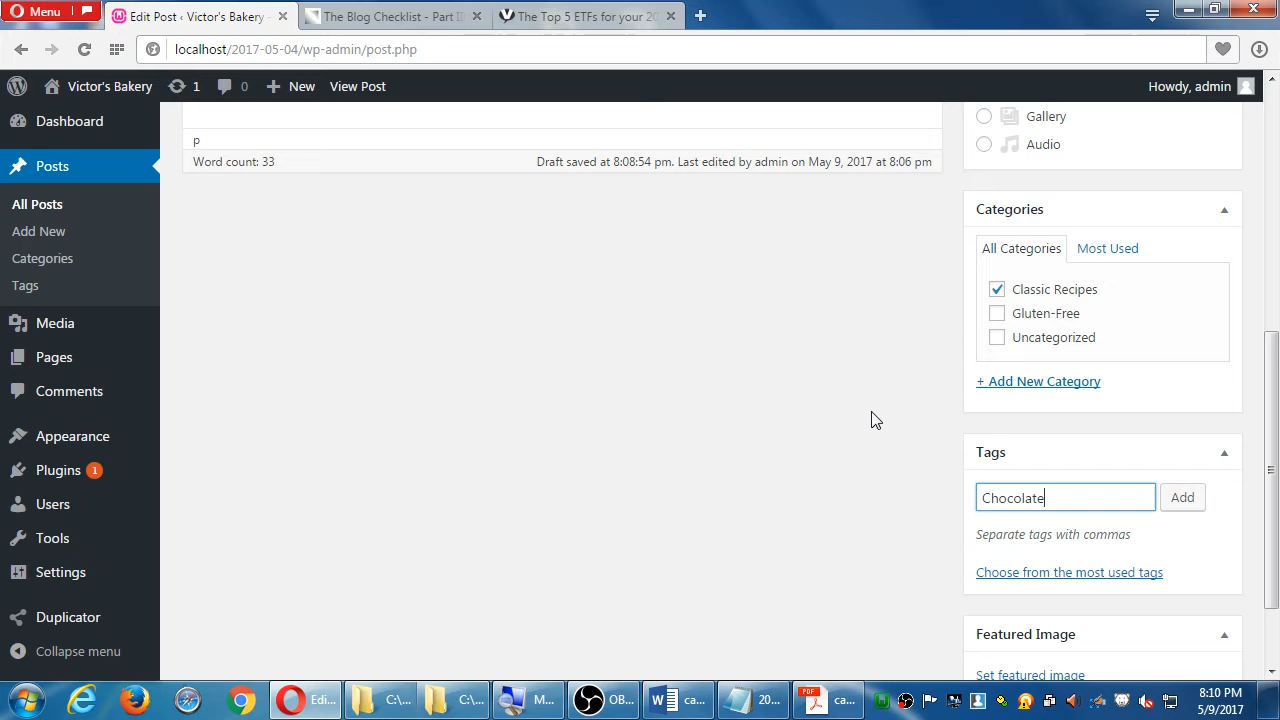 Menu
Edit Post ‹ Victor's Bakery -
The Blog Checklist - Part II
The Top 5 ETFs for your 20
localhost/2017-05-04/wp-admin/post.php
Victor's Bakery
1
0
New
View Post
Howdy, admin
Dashboard
Posts
All Posts
Add New
Categories
Tags
Media
Pages
Comments
Appearance
Plugins 1
Users
Tools
Settings
Duplicator
Collapse menu
p
Word count: 33
Draft saved at 8:08:54 pm. Last edited by admin on May 9, 2017 at 8:06 pm
Gallery
Audio
Categories
All Categories
Most Used
Classic Recipes
Gluten-Free
Uncategorized
+ Add New Category
Tags
Chocolate
Add
Separate tags with commas
Choose from the most used tags
Featured Image
Set featured image
Edi...
C:\...
C:\...
M...
OB...
ca...
20...
PDF
ca...
8:10 PM
5/9/2017